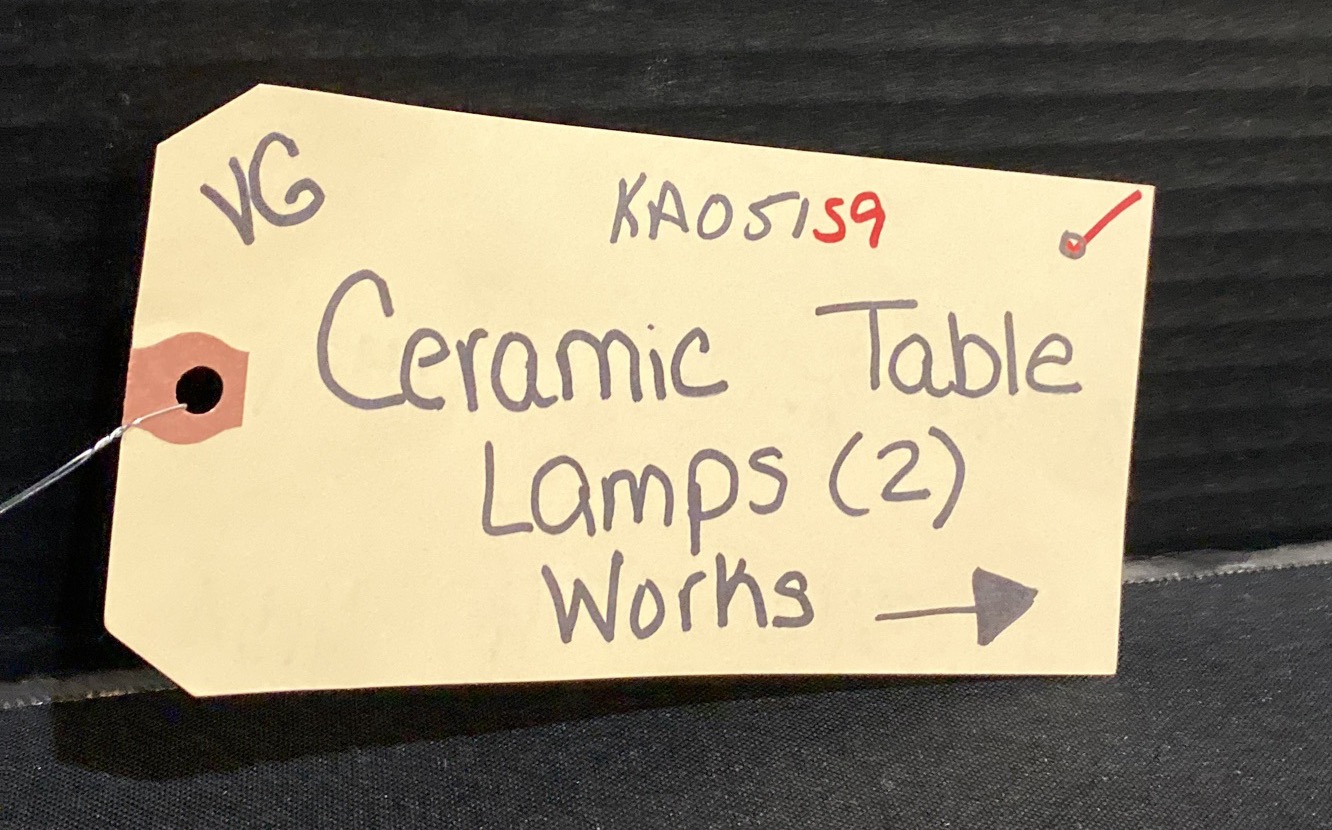 VG
KA05159
Ceramic Table
Lamps (2)
Works →